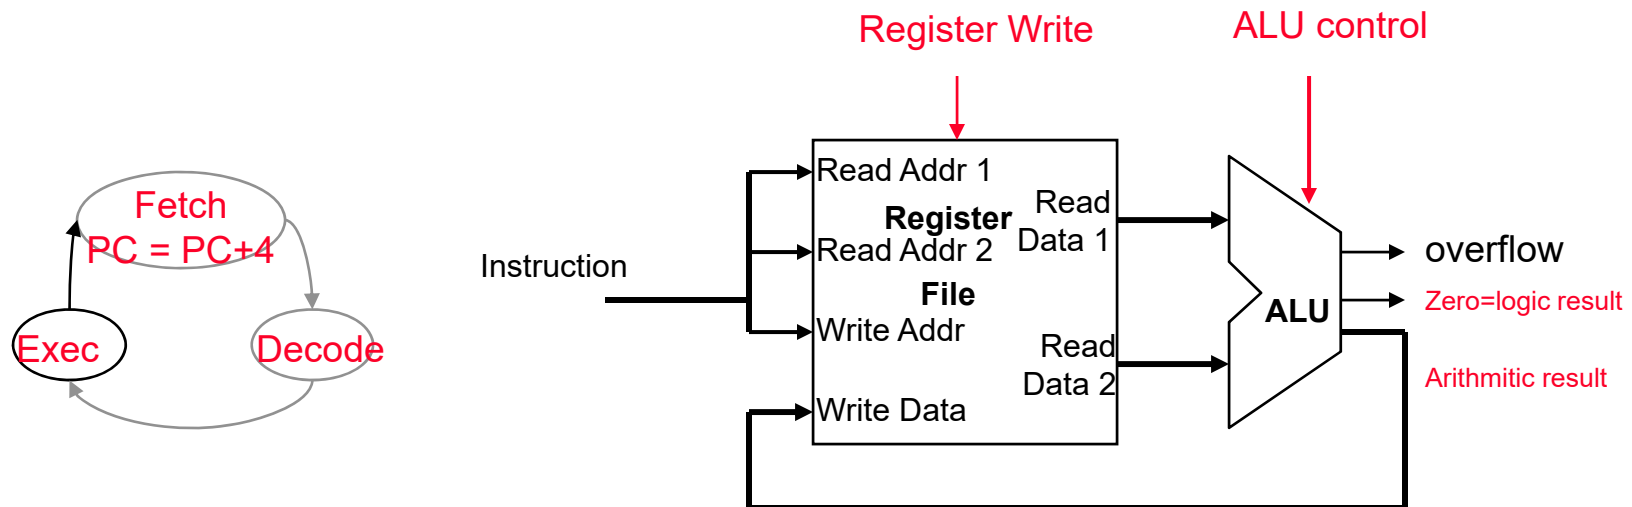 Register Write
ALU control
Fetch
PC = PC+4
Exec
Decode
Instruction
Read Addr 1
Register
Read Addr 2
File
Write Addr
Write Data
Read
Data 1
Read
Data 2
ALU
overflow
Zero=logic result
Arithmitic result